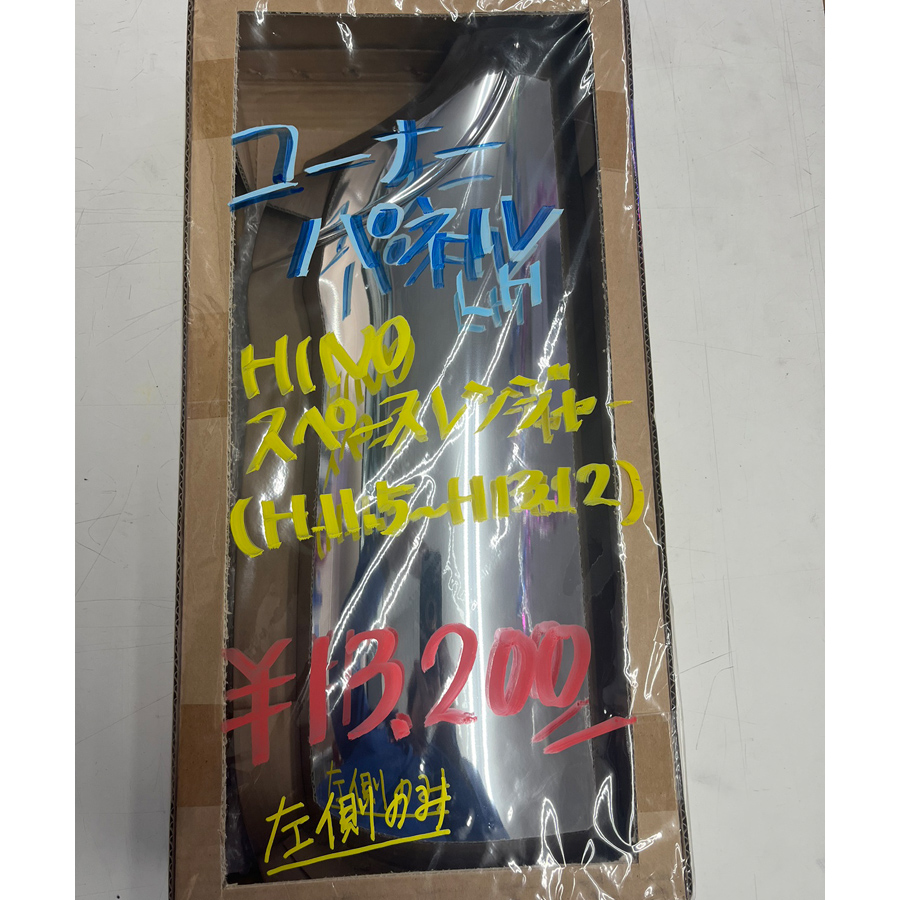 コーナー
パネル
LH
HINO
スペースレンジャー
(H.11.5~H13.12)
¥13.200
左側のみ